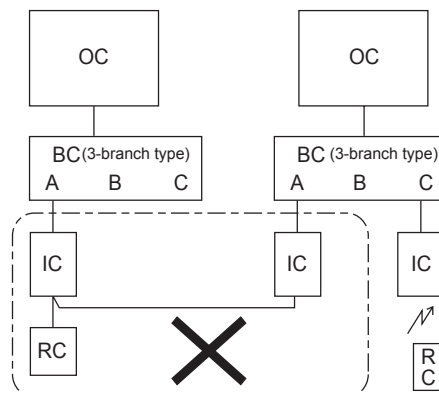 OC OC
BC (3-branch type) BC (3-branch type)
A B C A B C
IC IC IC
RC
R
C